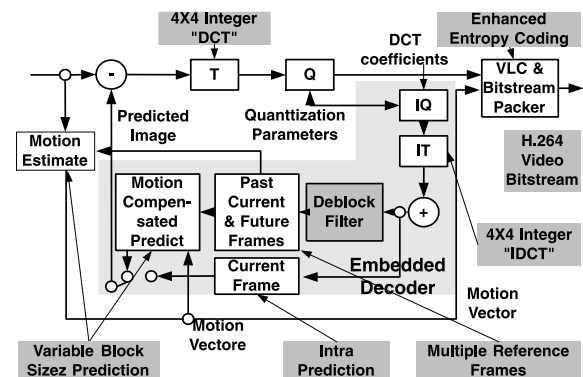 4X4 Integer
"DCT"
Enhanced
Entropy Coding
DCT
coefficients
-
T
Q
VLC &
Bitstream
Packer
Predicted
Image
Quanttization
Parameters
IQ
Motion
Estimate
IT
H.264
Video
Bitstream
Motion
Compen-
sated
Predict
Past
Current
& Future
Frames
Deblock
Filter
+
4X4 Integer
"IDCT"
Current
Frame
Embedded
Decoder
Motion
Vector
Motion
Vectore
Variable Block
Sizez Prediction
Intra
Prediction
Multiple Reference
Frames